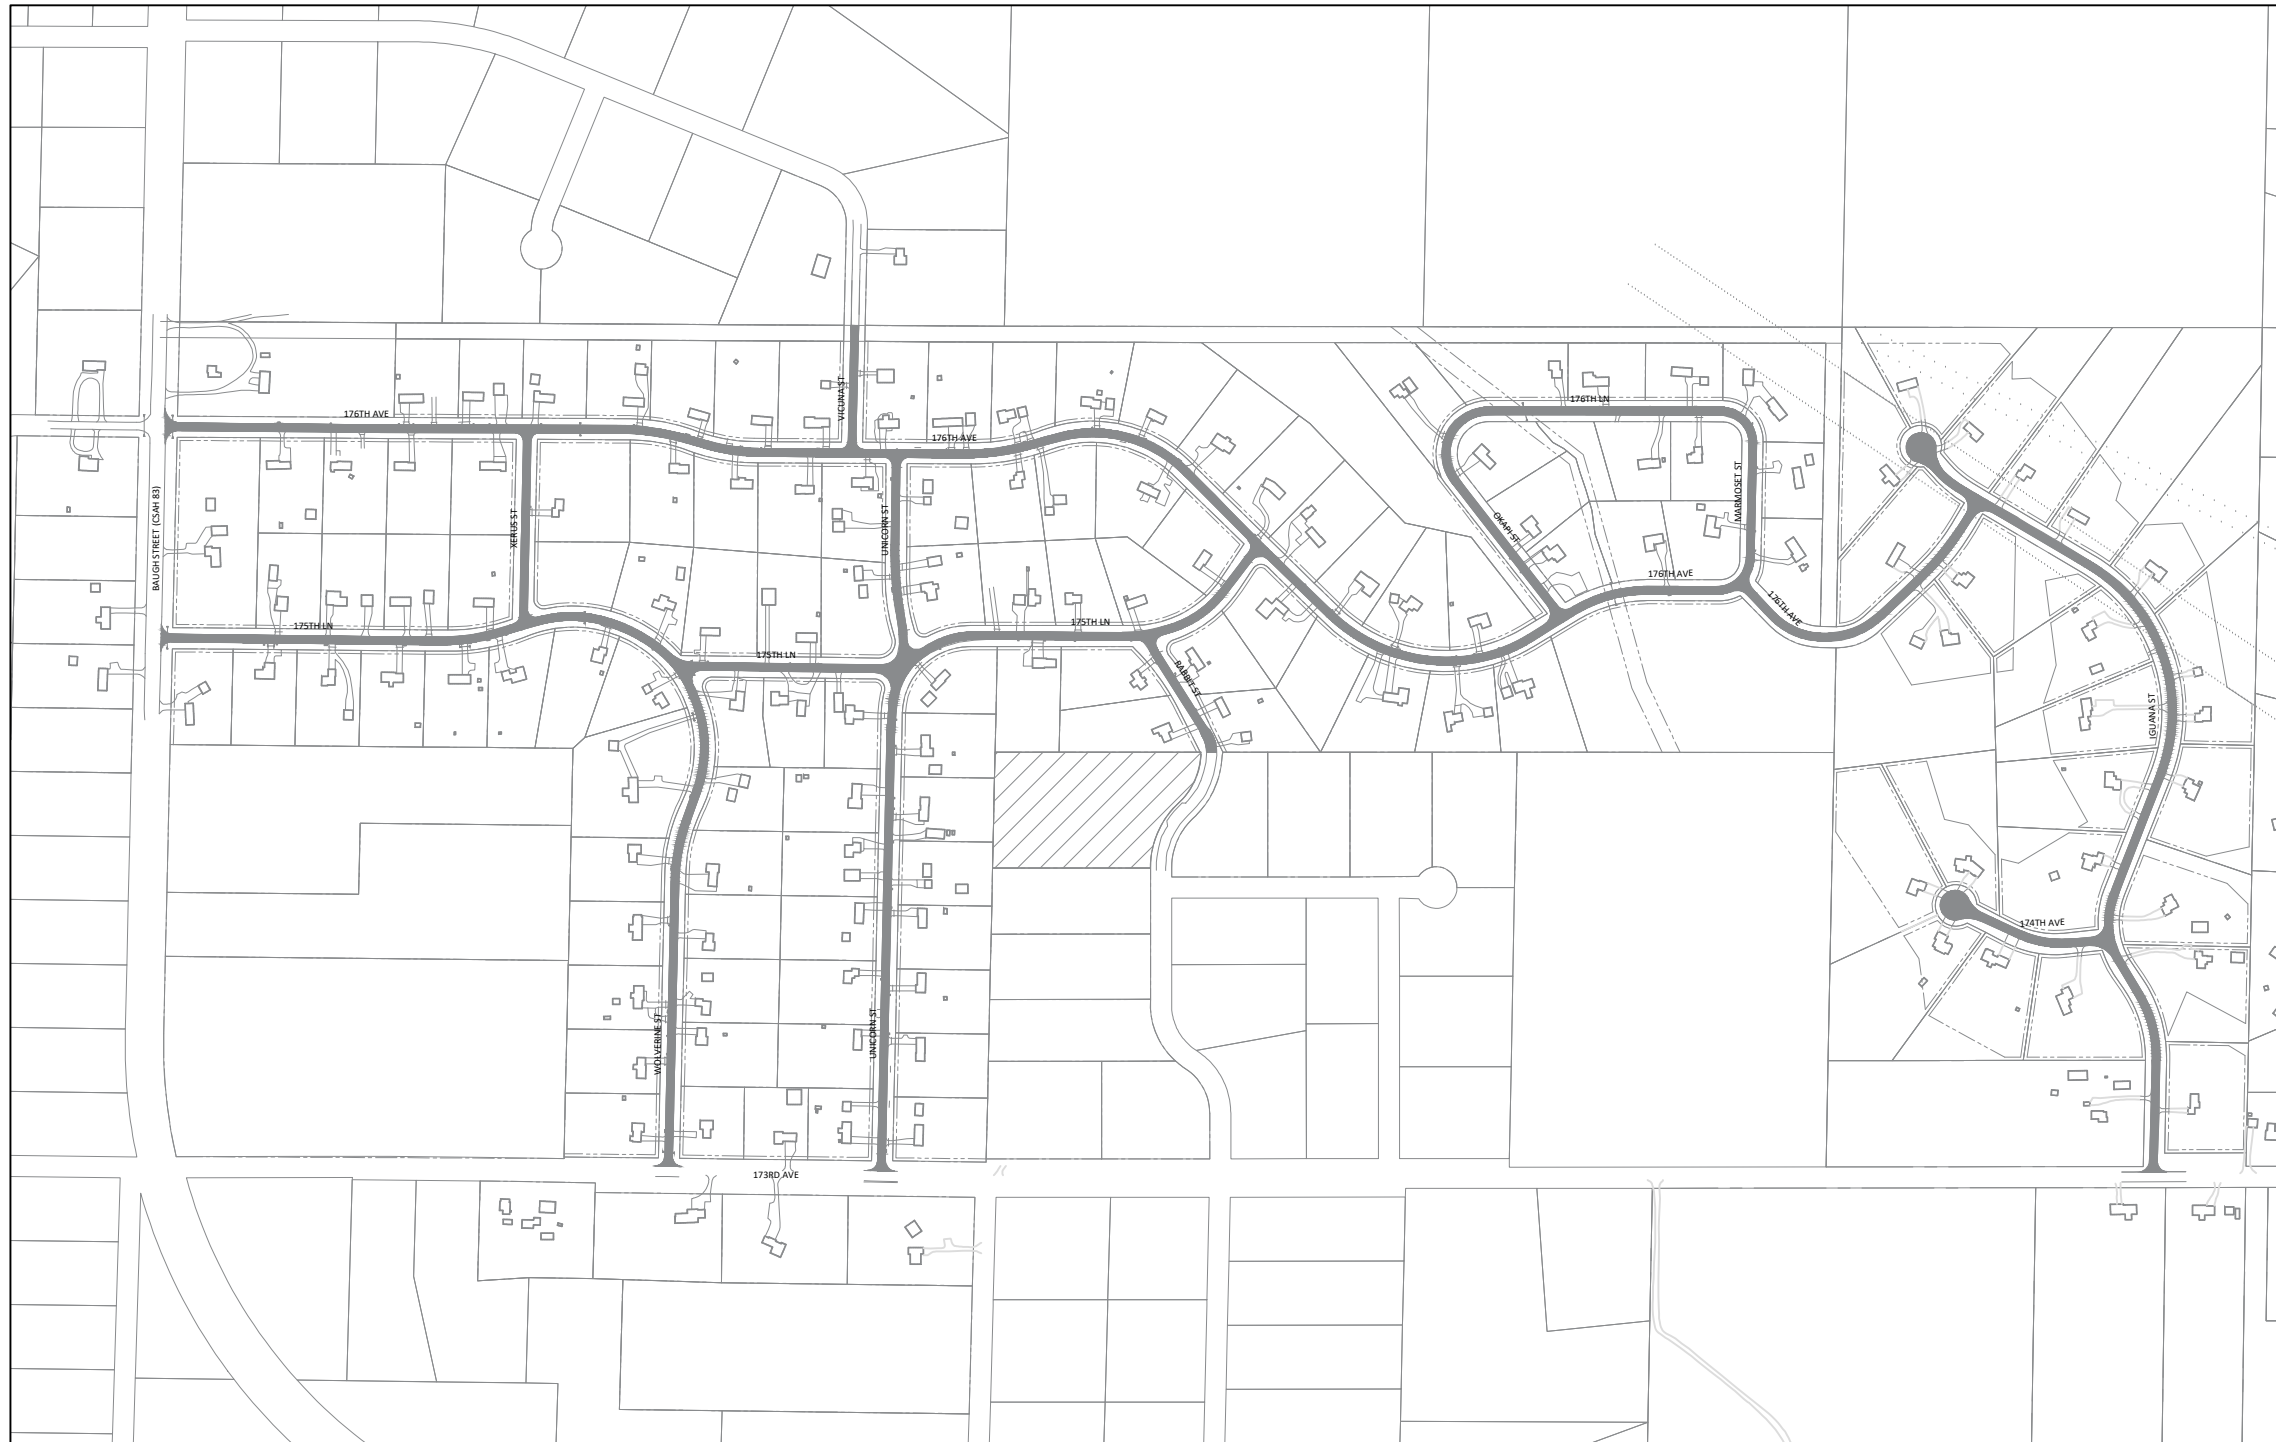 176TH LN
VICUNA ST
176TH AVE
176TH AVE
MARMOSET ST
BAUGH STREET (CSAH 83)
XERUS ST
UNICORN ST
OKAPI ST
176TH AVE
176TH AVE
175TH LN
175TH LN
175TH LN
RABBIT ST
IGUANA ST
174TH AVE
WOLVERINE ST
UNICORN ST
173RD AVE